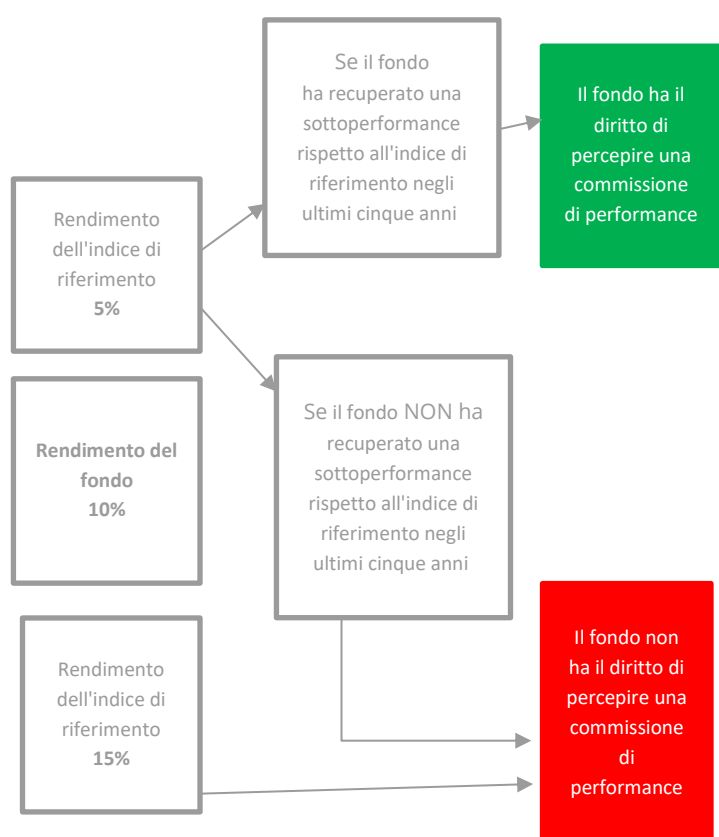 Se il fondo
ha recuperato una
sottoperformance
rispetto all'indice di
riferimento negli
ultimi cinque anni
Il fondo ha il
diritto di
percepire una
commissione
di performance
Rendimento
dell'indice di
riferimento
5%
Rendimento del
fondo
10%
Se il fondo NON ha
recuperato una
sottoperformance
rispetto all'indice di
riferimento negli
ultimi cinque anni
Rendimento
dell'indice di
riferimento
15%
Il fondo non
ha il diritto di
percepire una
commissione
di
performance